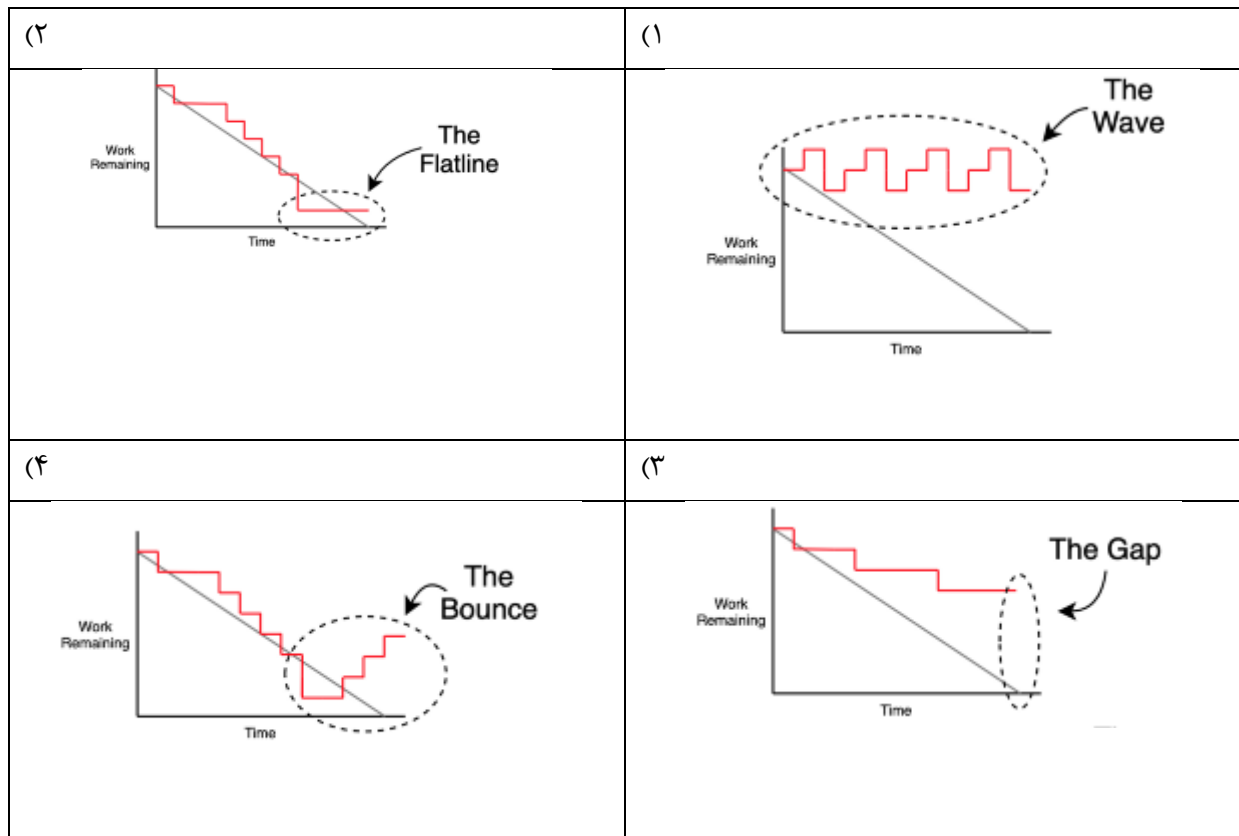 (۱
(۲
The
Wave
Work
Remaining
Time
Work
Remaining
The
Flatline
Time
(۳
(۴
The Gap
Work
Remaining
Time
The
Bounce
Work
Remaining
Time